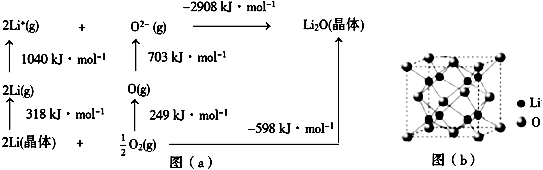 −2908 kJ·mol⁻¹
2Li⁺(g) + O²⁻(g) Li₂O(晶体)
1040 kJ·mol⁻¹ 703 kJ·mol⁻¹
2Li(g) O(g)
318 kJ·mol⁻¹ 249 kJ·mol⁻¹ −598 kJ·mol⁻¹
2Li(晶体) + ½O₂(g)
图(a)
Li
O
图(b)